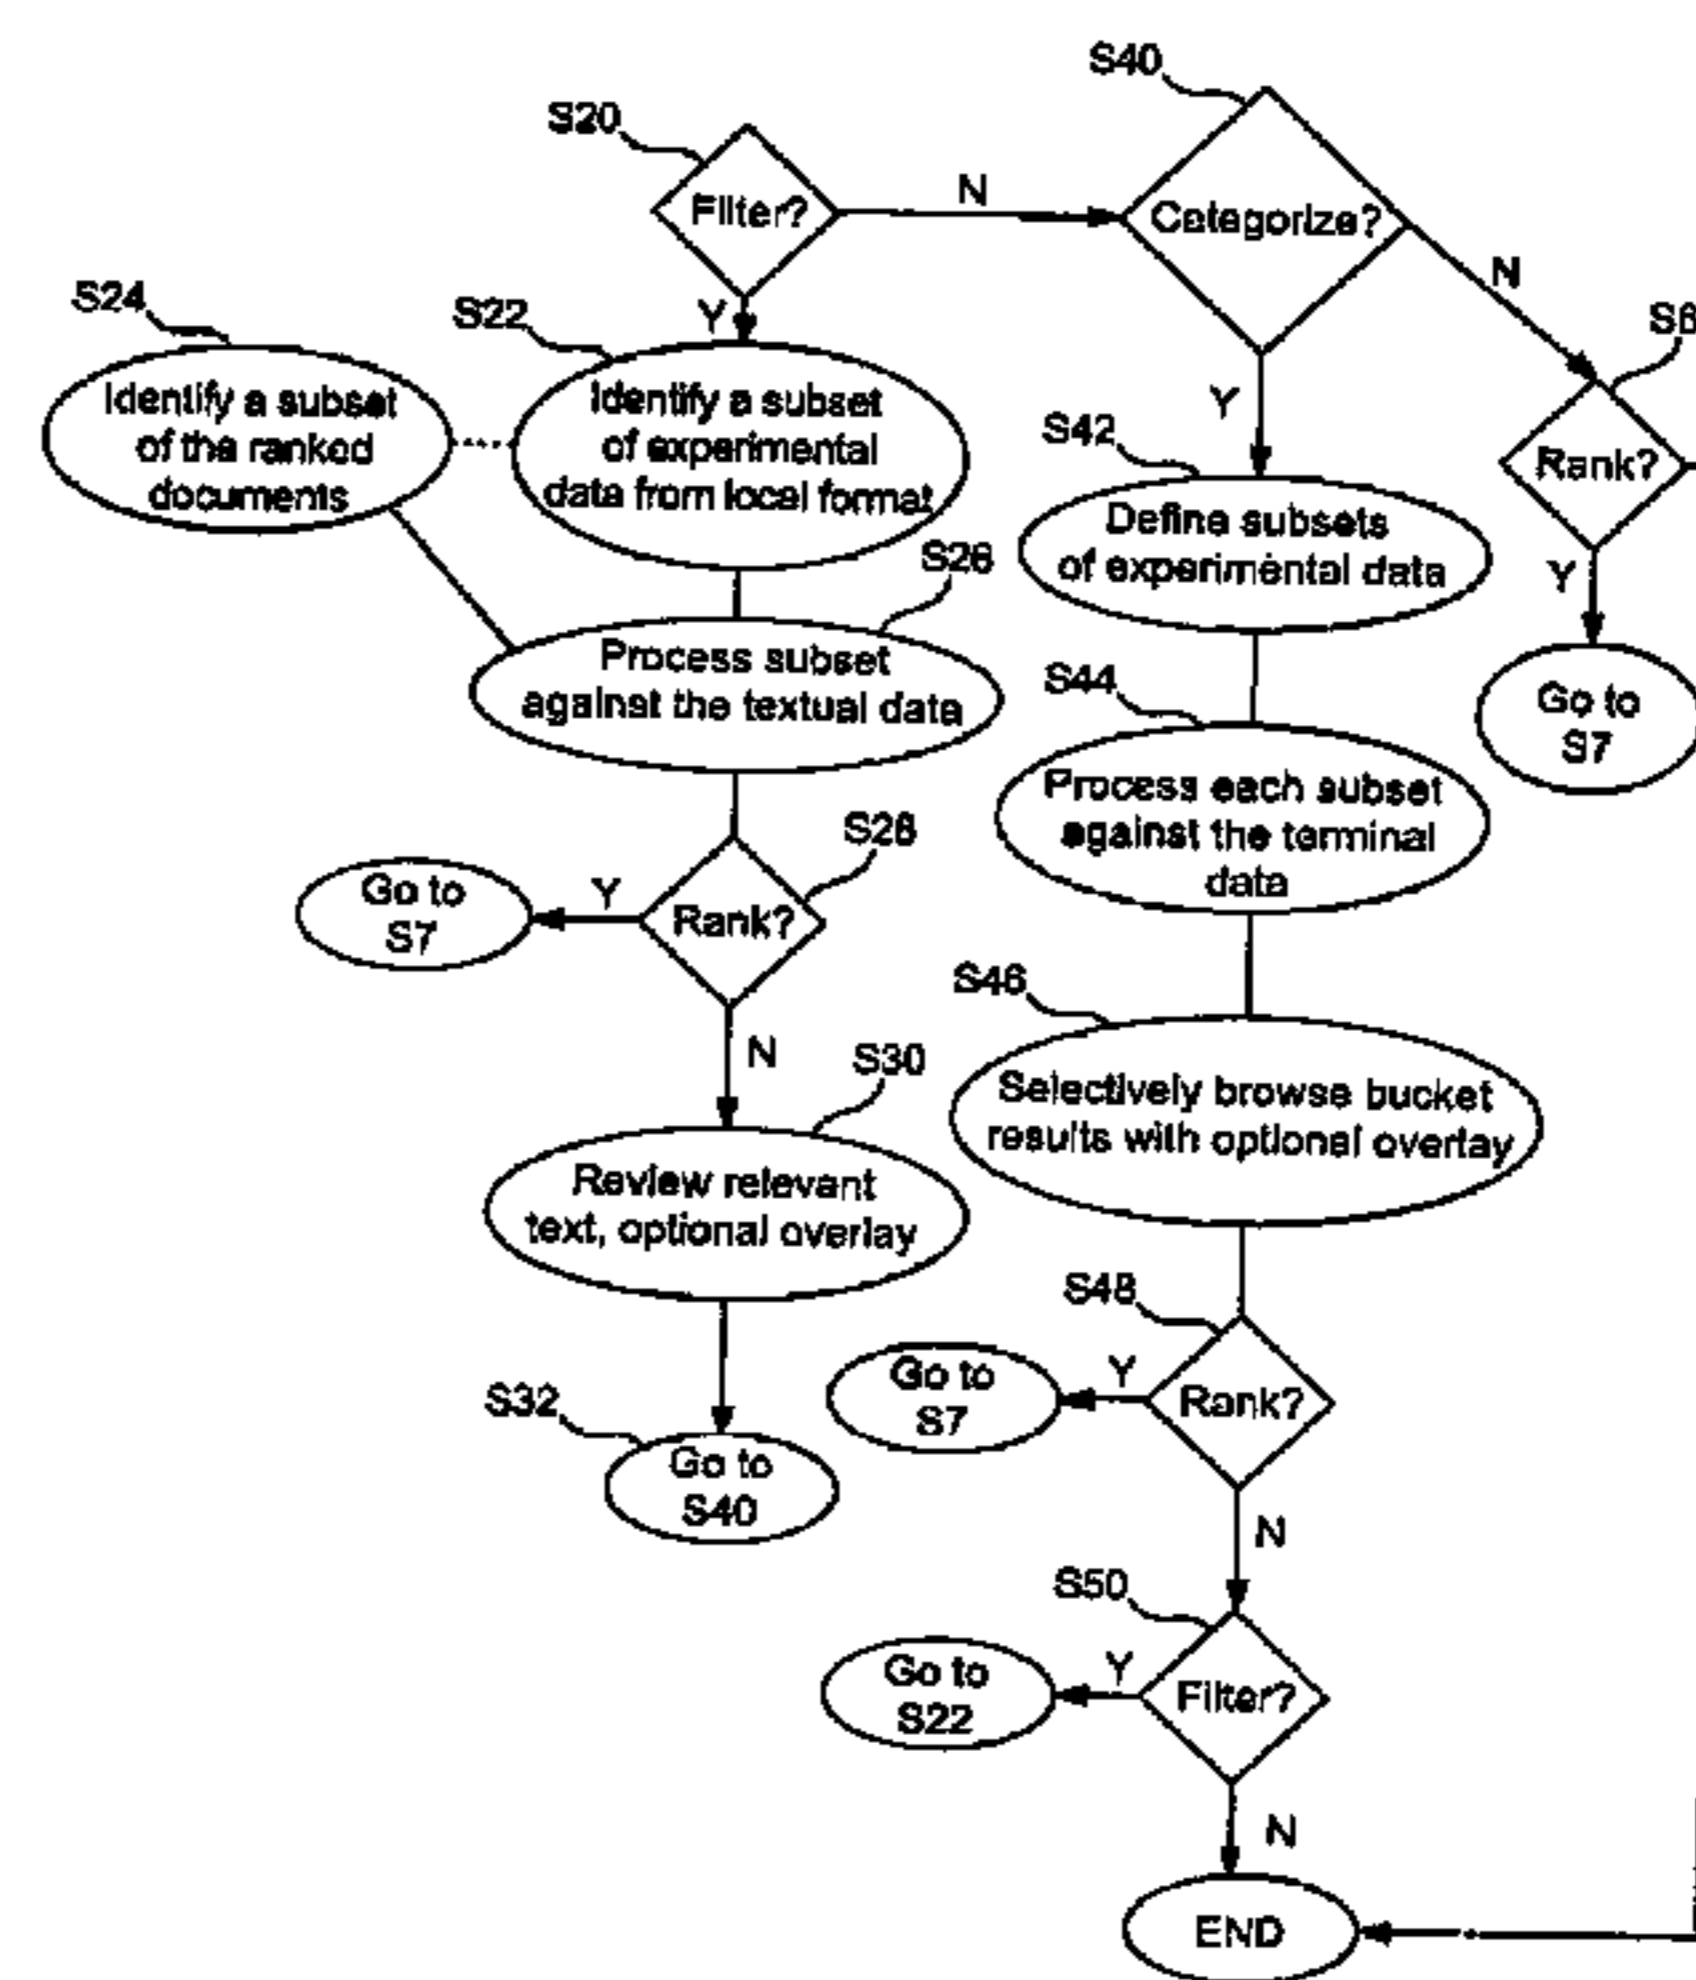 S40
S20
N
Filter?
Categorize?
N
S24
S22
Y
S6
Identify a subset
of the ranked
documents
Identify a subset
of experimental
data from local format
Y
S42
Rank?
Define subsets
of experimental data
S26
Y
Process subset
against the textual data
S44
Go to
S7
Process each subset
against the terminal
data
S28
Go to
S7
Y
Rank?
S46
N
S30
Selectively browse bucket
results with optional overlay
Review relevant
text, optional overlay
S48
S32
Go to
S7
Y
Rank?
Go to
S40
N
S50
Go to
S22
Y
Filter?
N
END